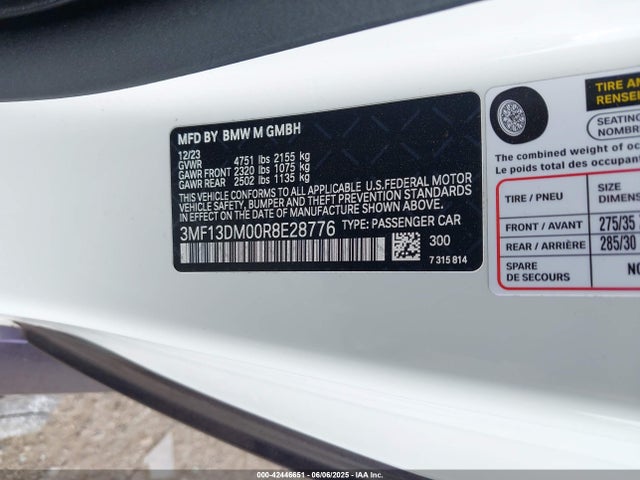 MFD BY BMW M GMBH
12/23
GVWR 4751 lbs 2155 kg
GAWR FRONT 2320 lbs 1075 kg
GAWR REAR 2502 lbs 1135 kg
THIS VEHICLE CONFORMS TO ALL APPLICABLE U.S.FEDERAL MOTOR
VEHICLE SAFETY, BUMPER AND THEFT PREVENTION STANDARDS
IN EFFECT ON THE DATE OF MANUFACTURE SHOWN ABOVE.
3MF13DM00R8E28776 TYPE: PASSENGER CAR
300
7 315 814
TIRE AN
RENSEI
SEATING
NOMBR
The combined weight of oc
Le poids total des occupan
TIRE / PNEU SIZE
DIMENS
FRONT / AVANT 275/35
REAR / ARRIÈRE 285/30
SPARE
DE SECOURS NO
000-42446651 - 06/06/2025 - IAA Inc.